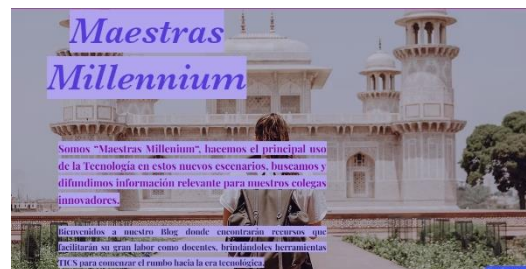 Maestras
Millennium
Somos "Maestras Millenium", hacemos el principal uso
de la Tecnología en estos nuevos escenarios, buscamos y
difundimos información relevante para nuestros colegas
innovadores.
Bienvenidos a nuestro Blog donde encontrarán recursos que
facilitarán su gran labor como docentes, brindándoles herramientas
TICS para comenzar el rumbo hacia la era tecnológica.